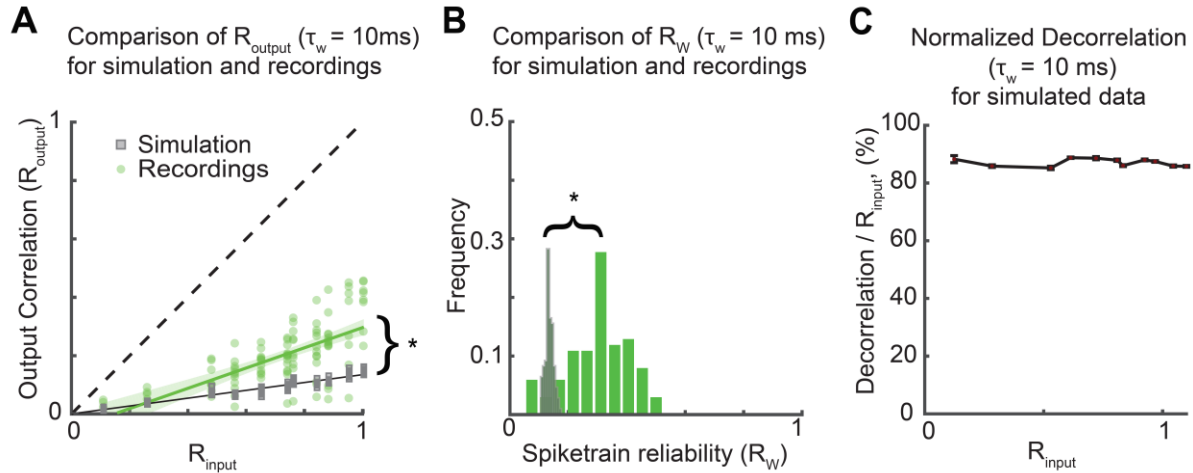 A
Comparison of R_output (τ_w = 10ms)
for simulation and recordings
1
Simulation
Recordings
Output Correlation (R_output)
*
0
0
1
R_input
B
Comparison of R_W (τ_w = 10 ms)
for simulation and recordings
0.5
*
0.3
Frequency
0.1
0
1
Spiketrain reliability (R_W)
C
Normalized Decorrelation
(τ_w = 10 ms)
for simulated data
100
80
60
40
20
0
Decorrelation / R_input, (%)
0
1
R_input